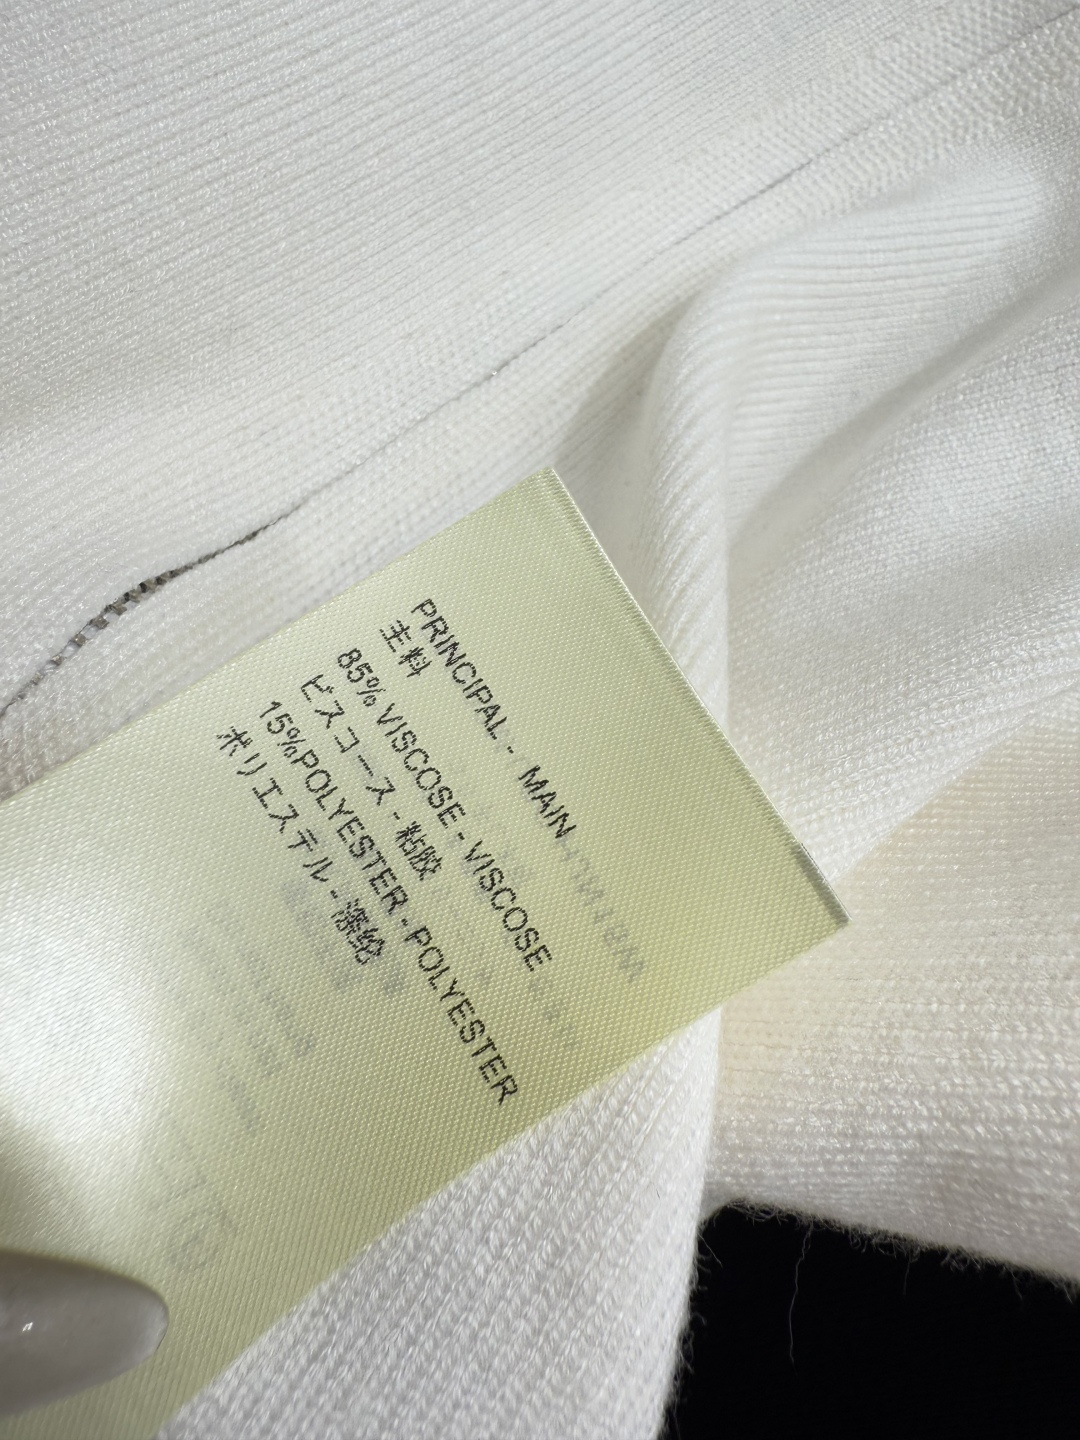 PRINCIPAL - MAIN
主料
85% VISCOSE - VISCOSE
ビスコース - 粘胶
15%POLYESTER - POLYESTER
ポリエステル - 涤纶